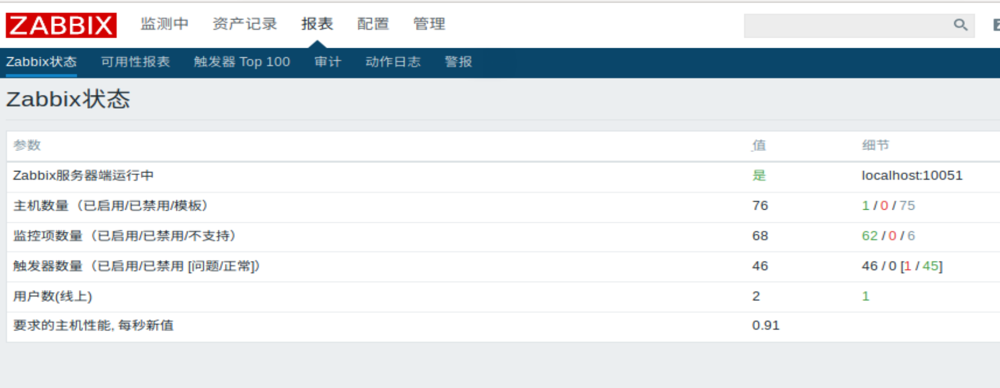 ZABBIX 监测中 资产记录 报表 配置 管理
Zabbix状态 可用性报表 触发器 Top 100 审计 动作日志 警报
Zabbix状态
参数 值 细节
Zabbix服务器端运行中 是 localhost:10051
主机数量（已启用/已禁用/模板） 76 1 / 0 / 75
监控项数量（已启用/已禁用/不支持） 68 62 / 0 / 6
触发器数量（已启用/已禁用 [问题/正常]） 46 46 / 0 [1 / 45]
用户数(线上) 2 1
要求的主机性能, 每秒新值 0.91